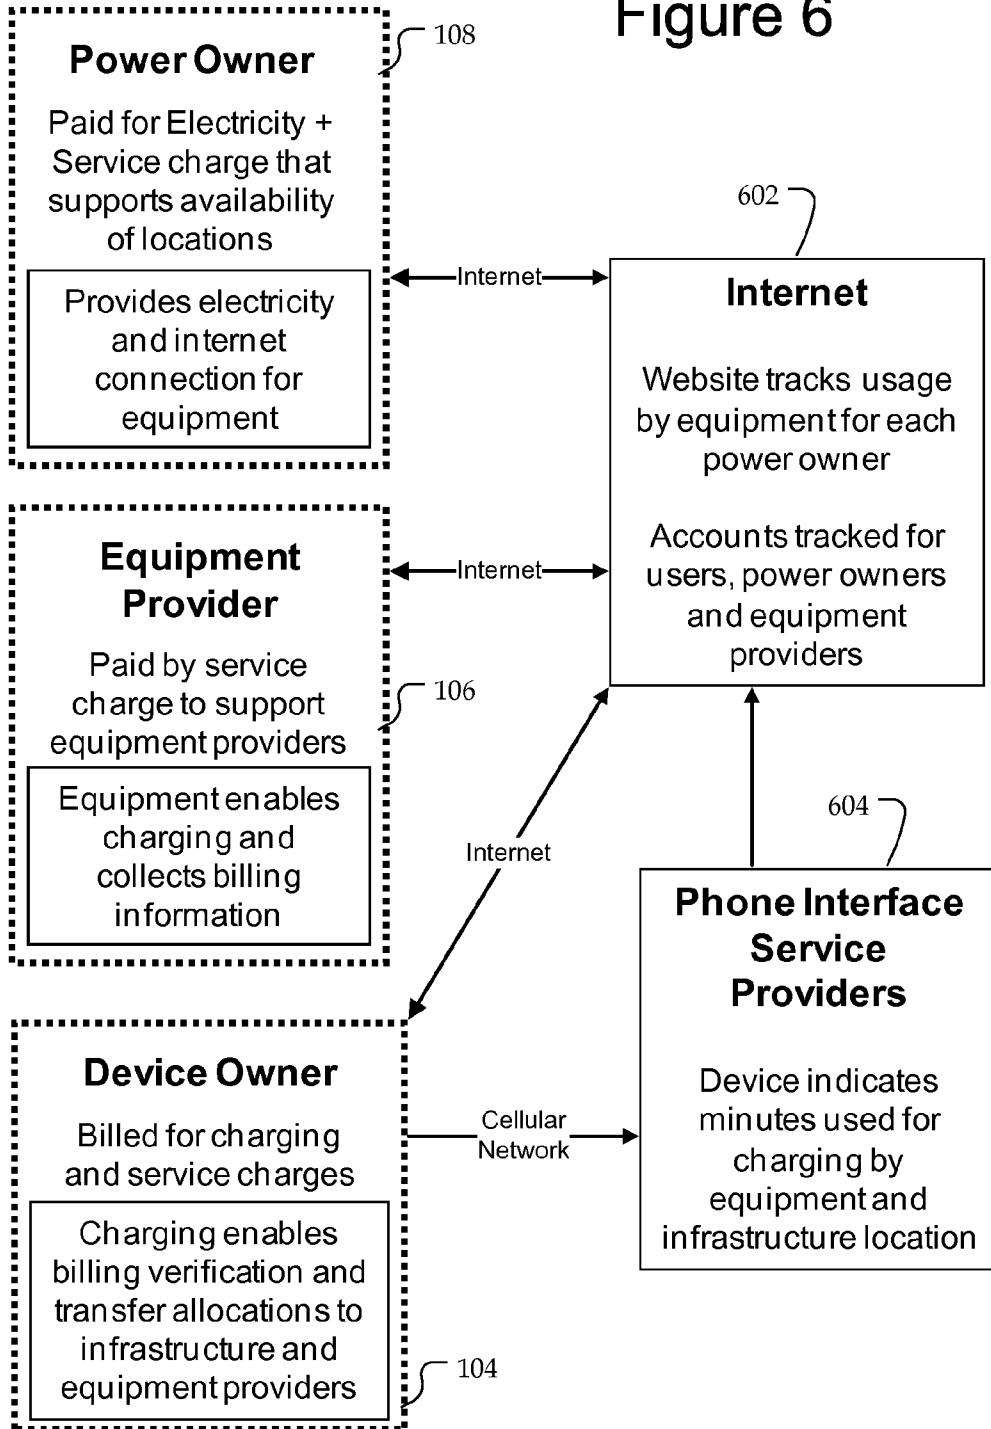 Figure 6
108
Power Owner
Paid for Electricity +
Service charge that
supports availability
of locations
Provides electricity
and internet
connection for
equipment
Internet
602
Internet
Website tracks usage
by equipment for each
power owner
Accounts tracked for
users, power owners
and equipment
providers
Equipment
Provider
Paid by service
charge to support
equipment providers
Equipment enables
charging and
collects billing
information
106
Internet
Internet
604
Phone Interface
Service
Providers
Device indicates
minutes used for
charging by
equipment and
infrastructure location
Device Owner
Billed for charging
and service charges
Charging enables
billing verification and
transfer allocations to
infrastructure and
equipment providers
104
Cellular
Network